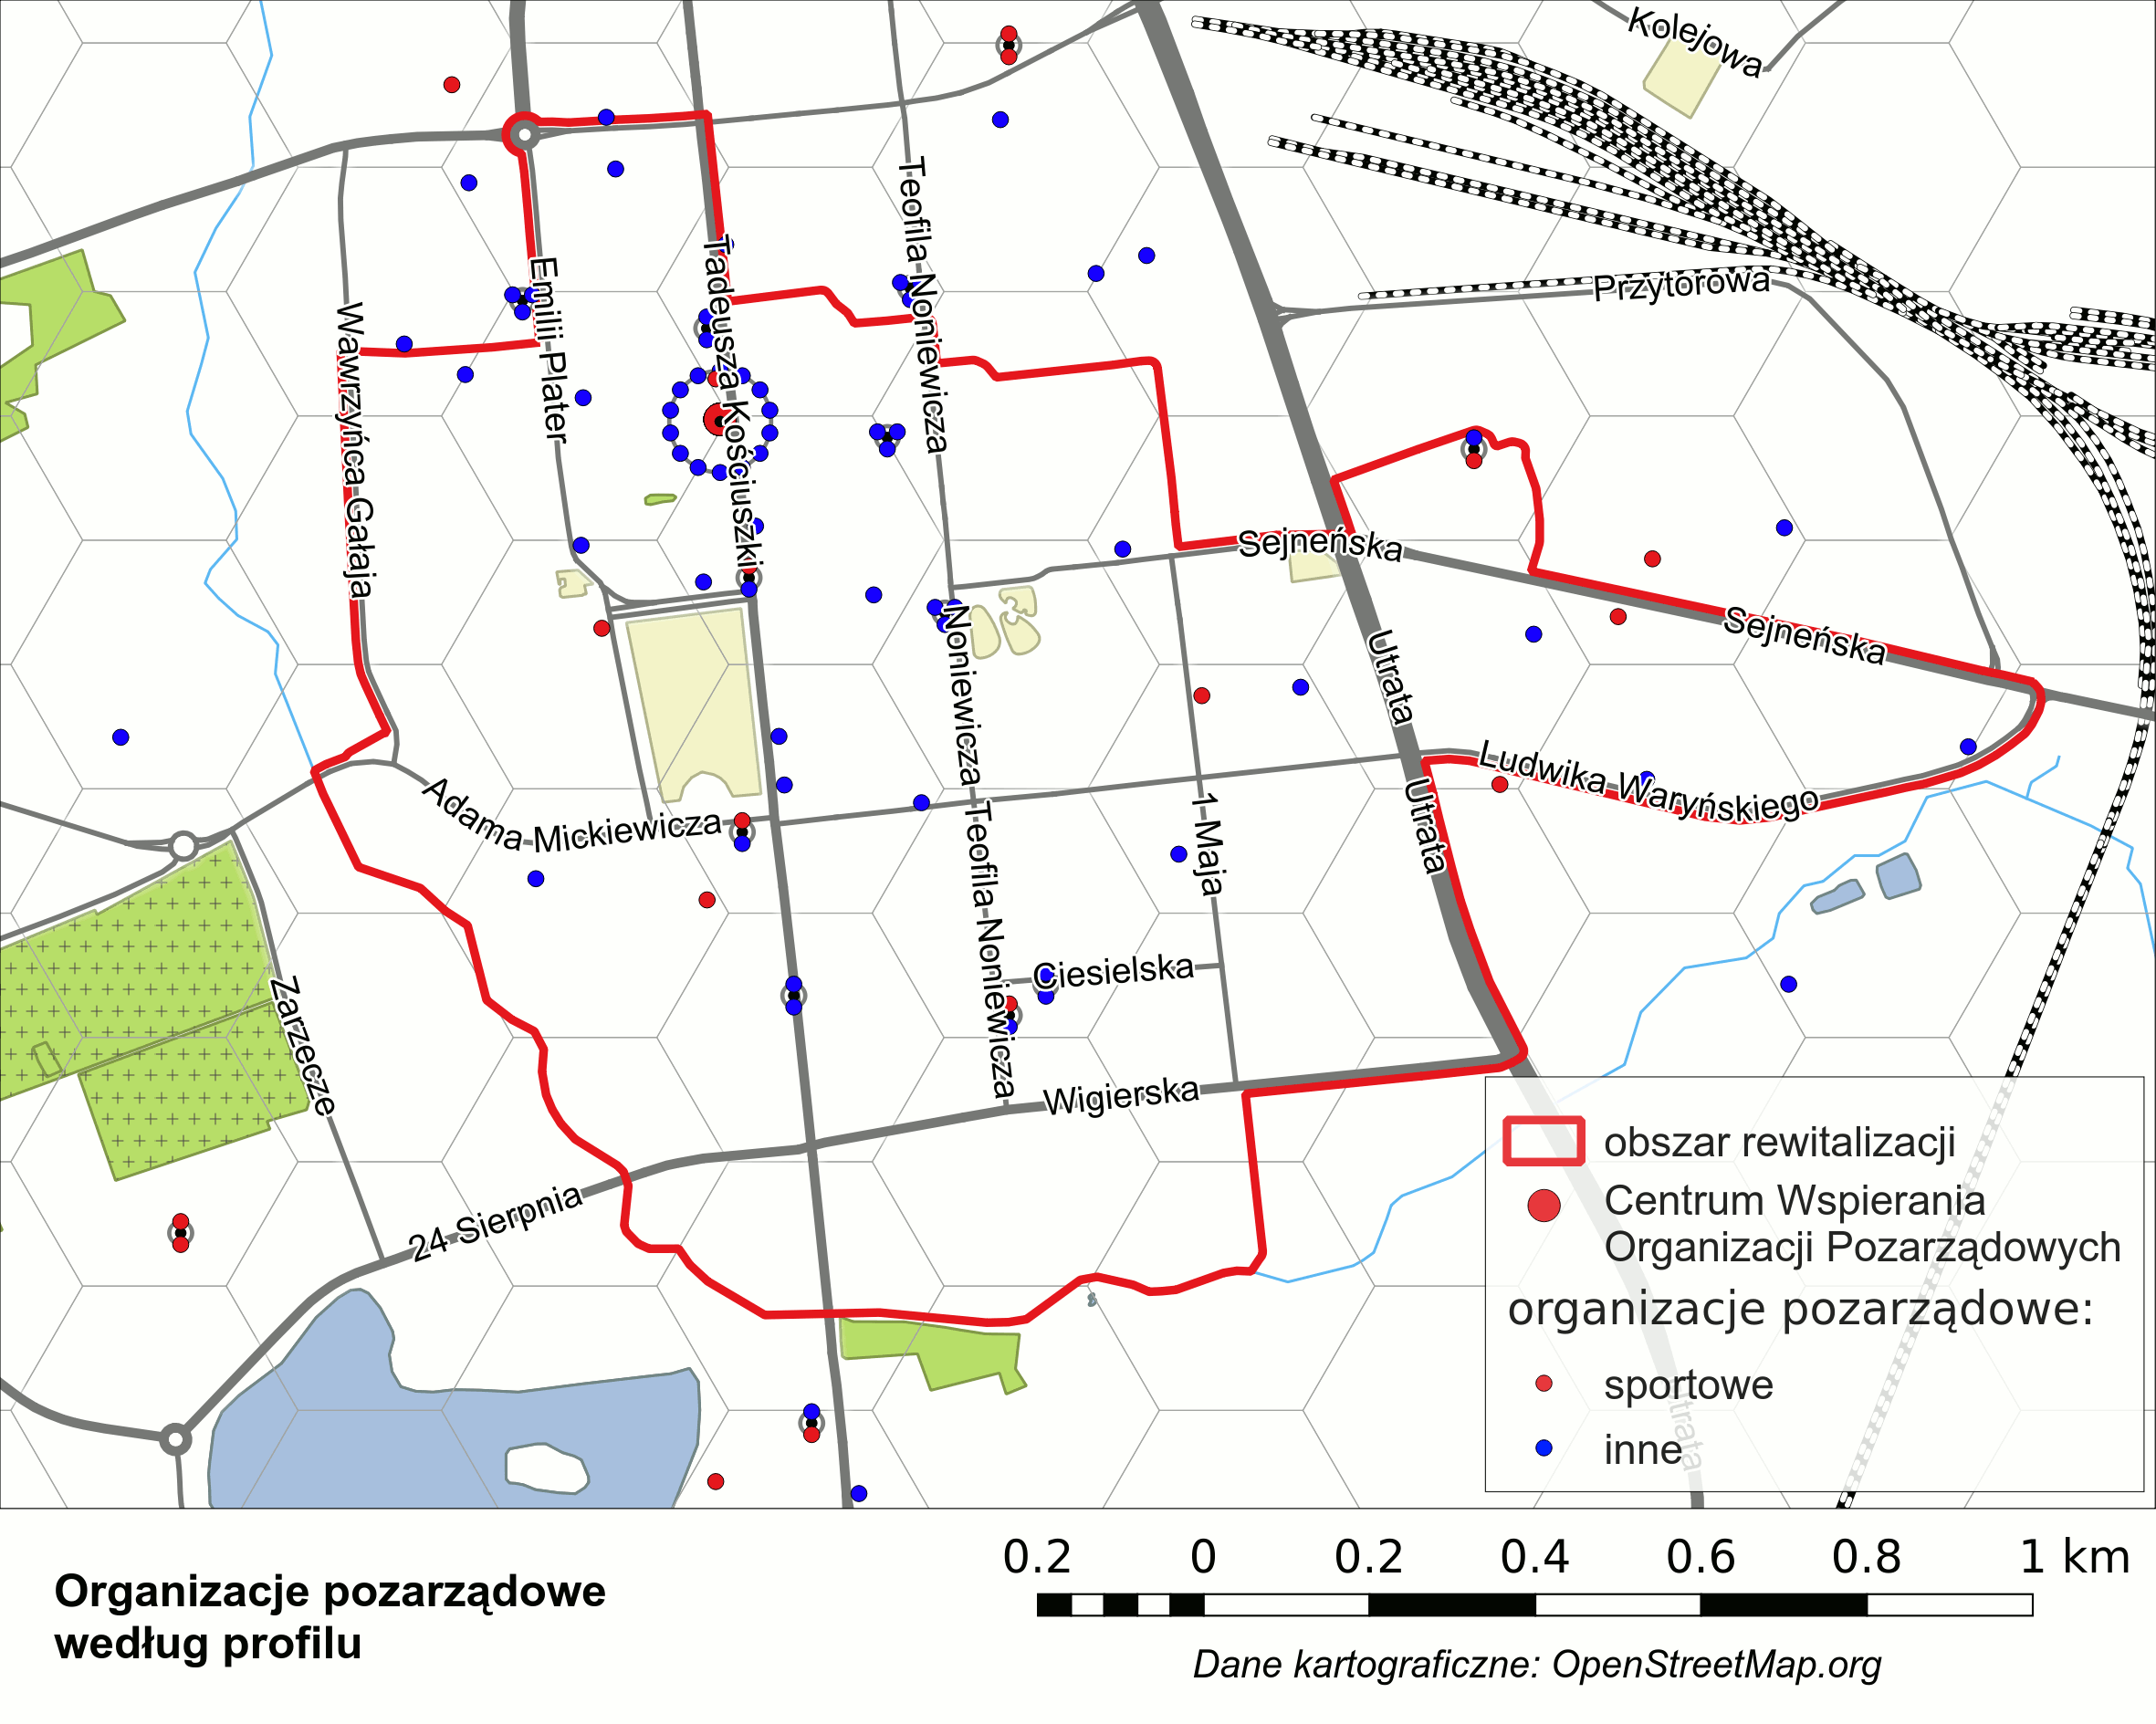 Kolejowa
Przytorowa
Teofila Noniewicza
Tadeusza Kościuszki
Emilii Plater
Wawrzyńca Gałaja
Sejneńska
Sejneńska
Utrata
Ludwika Waryńskiego
Utrata
Noniewicza Teofila Noniewicza
Adama Mickiewicza
1 Maja
Ciesielska
Wigierska
Zarzecze
24 Sierpnia
obszar rewitalizacji
Centrum Wspierania
Organizacji Pozarządowych
organizacje pozarządowe:
sportowe
inne
Utrata
Organizacje pozarządowe
według profilu
0.2 0 0.2 0.4 0.6 0.8 1 km
Dane kartograficzne: OpenStreetMap.org